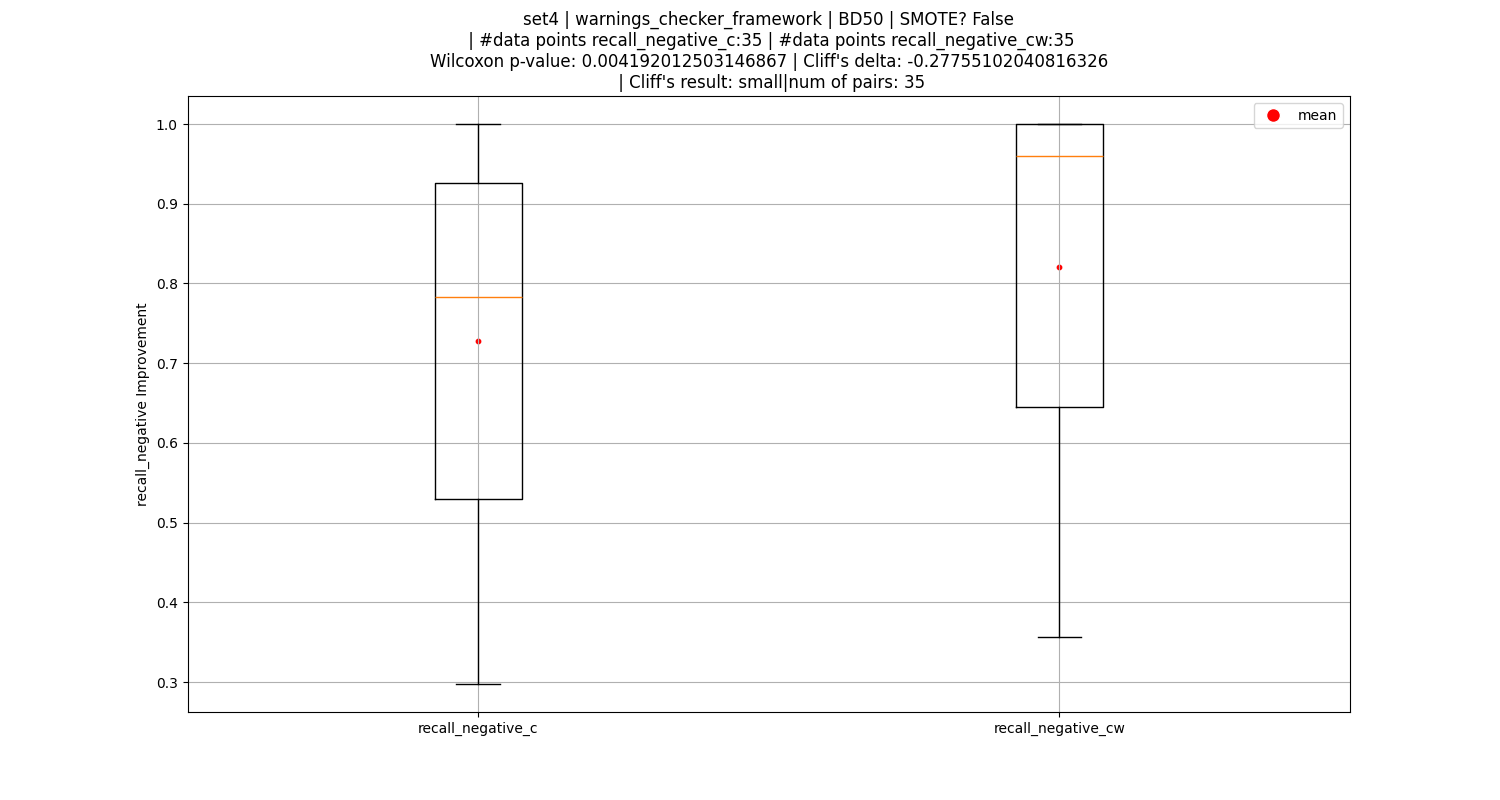 set4 | warnings_checker_framework | BD50 | SMOTE? False
| #data points recall_negative_c:35 | #data points recall_negative_cw:35
Wilcoxon p-value: 0.004192012503146867 | Cliff's delta: -0.27755102040816326
| Cliff's result: small|num of pairs: 35
mean
1.0
0.9
0.8
0.7
0.6
0.5
0.4
0.3
recall_negative Improvement
recall_negative_c
recall_negative_cw